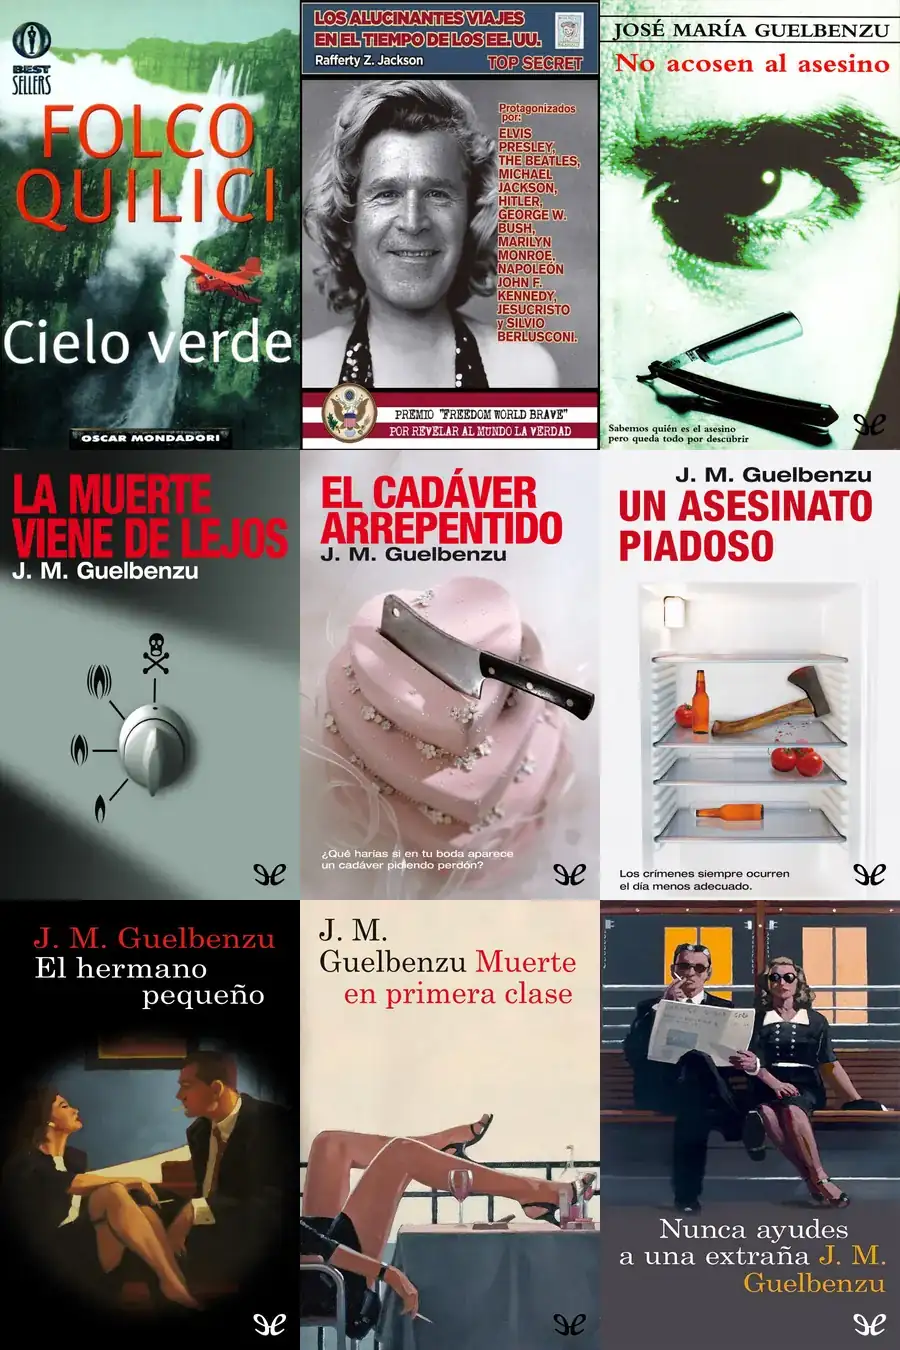 BEST
SELLERS
FOLCO
QUILICI
Cielo verde
OSCAR MONDADORI
LOS ALUCINANTES VIAJES
EN EL TIEMPO DE LOS EE. UU.
Rafferty Z. Jackson
TOP SECRET
Protagonizados
por:
ELVIS
PRESLEY,
THE BEATLES,
MICHAEL
JACKSON,
HITLER,
GEORGE W.
BUSH,
MARILYN
MONROE,
NAPOLEÓN
JOHN F.
KENNEDY,
JESUCRISTO
y SILVIO
BERLUSCONI.
PREMIO "FREEDOM WORLD BRAVE"
POR REVELAR AL MUNDO LA VERDAD
JOSÉ MARÍA GUELBENZU
No acosen al asesino
Sabemos quién es el asesino
pero queda todo por descubrir
LA MUERTE
VIENE DE LEJOS
J. M. Guelbenzu
EL CADÁVER
ARREPENTIDO
J. M. Guelbenzu
¿Qué harías si en tu boda aparece
un cadáver pidiendo perdón?
J. M. Guelbenzu
UN ASESINATO
PIADOSO
Los crímenes siempre ocurren
el día menos adecuado.
J. M. Guelbenzu
El hermano
pequeño
J. M.
Guelbenzu Muerte
en primera clase
Nunca ayudes
a una extraña J. M.
Guelbenzu